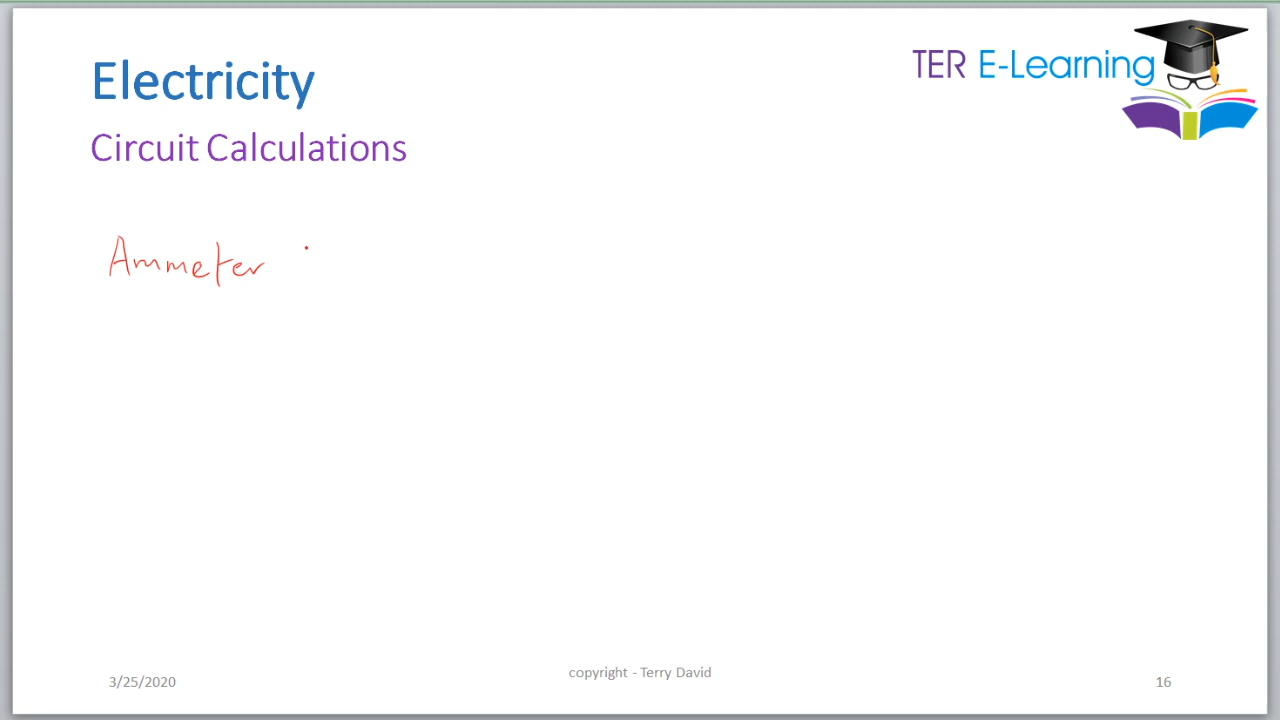 TER E-Learning
Electricity
Circuit Calculations
Ammeter
3/25/2020
copyright - Terry David
16